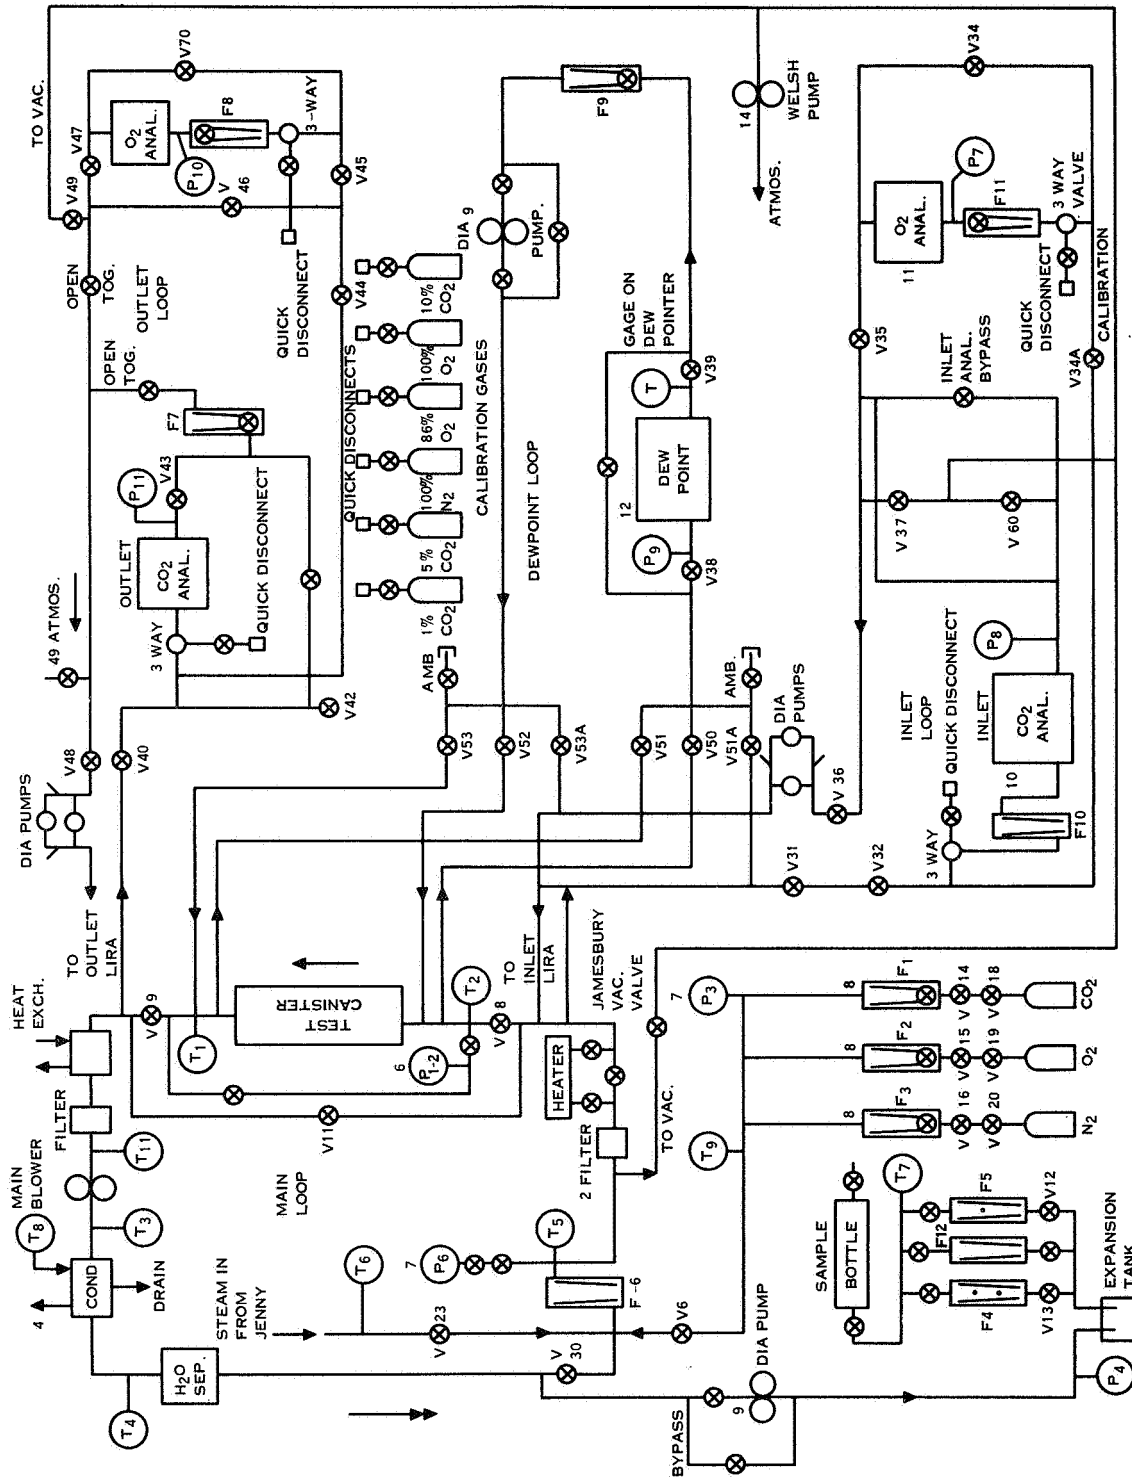 TO VAC.
V49
V47
V70
O2
ANAL.
P10
F8
3-WAY
V
46
V45
OPEN
TOG.
OUTLET
LOOP
QUICK
DISCONNECT
V44
OPEN
TOG.
F7
P11
V43
OUTLET
CO2
ANAL.
QUICK DISCONNECT
3 WAY
49 ATMOS.
V42
V48
V40
DIA PUMPS
TO
OUTLET
LIRA
QUICK DISCONNECTS
10%
CO2
100%
O2
86%
O2
100%
N2
5%
CO2
1%
CO2
CALIBRATION GASES
AMB
V53
V52
V53A
DIA 9
PUMP.
DEWPOINT LOOP
F9
GAGE ON
DEW
POINTER
V39
T
DEW
POINT
12
P9
V38
AMB.
V51
V50
V51A
DIA
PUMPS
V 36
14
WELSH
PUMP
ATMOS.
V34
O2
ANAL.
11
P7
F11
3 WAY
VALVE
QUICK
DISCONNECT
CALIBRATION
V35
V34A
INLET
ANAL.
BYPASS
V 37
V 60
P8
INLET
LOOP
QUICK DISCONNECT
INLET
CO2
ANAL.
10
F10
3 WAY
V31
V32
HEAT
EXCH.
V 9
TEST
CANISTER
T1
T2
6
P1-2
V 8
TO
INLET
LIRA
JAMESBURY
VAC.
VALVE
HEATER
V11
FILTER
T11
MAIN
BLOWER
T8
T3
COND
4
DRAIN
MAIN
LOOP
2 FILTER
TO VAC.
T5
7
P6
T6
F-6
STEAM IN
FROM
JENNY
V
23
V
30
V6
H2O
SEP.
T4
7
P3
T9
8
F1
V 14
V 18
CO2
8
F2
V 15
V 19
O2
8
F3
V 16
V 20
N2
T7
SAMPLE
BOTTLE
F5
F12
F4
V12
V13
EXPANSION
TANK
P4
DIA PUMP
9
BYPASS